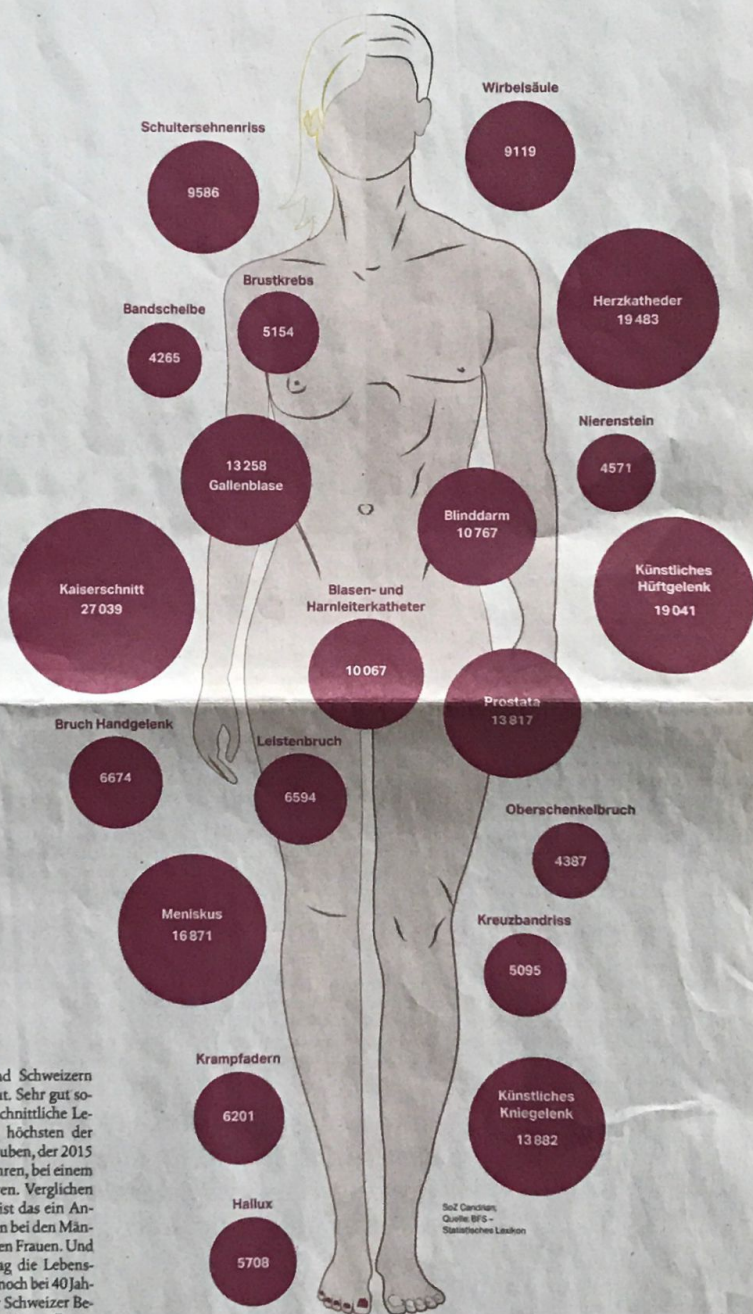 Wirbelsäule
9119
Schultersehnenriss
9586
Herzkatheder
19 483
Brustkrebs
5154
Bandscheibe
4265
Nierenstein
4571
13 258
Gallenblase
Blinddarm
10 767
Künstliches
Hüftgelenk
19 041
Kaiserschnitt
27 039
Blasen- und
Harnleiterkatheter
10 067
Prostata
13 817
Bruch Handgelenk
6674
Leistenbruch
6594
Oberschenkelbruch
4387
Meniskus
16 871
Kreuzbandriss
5095
Krampfadern
6201
Künstliches
Kniegelenk
13 882
Hallux
5708
SoZ Candrian;
Quelle: BFS –
Statistisches Lexikon
nd Schweizern
ut. Sehr gut so-
chnittliche Le-
höchsten der
uben, der 2015
hren, bei einem
en. Verglichen
ist das ein An-
n bei den Män-
en Frauen. Und
ag die Lebens-
noch bei 40 Jah-
Schweizer Be-